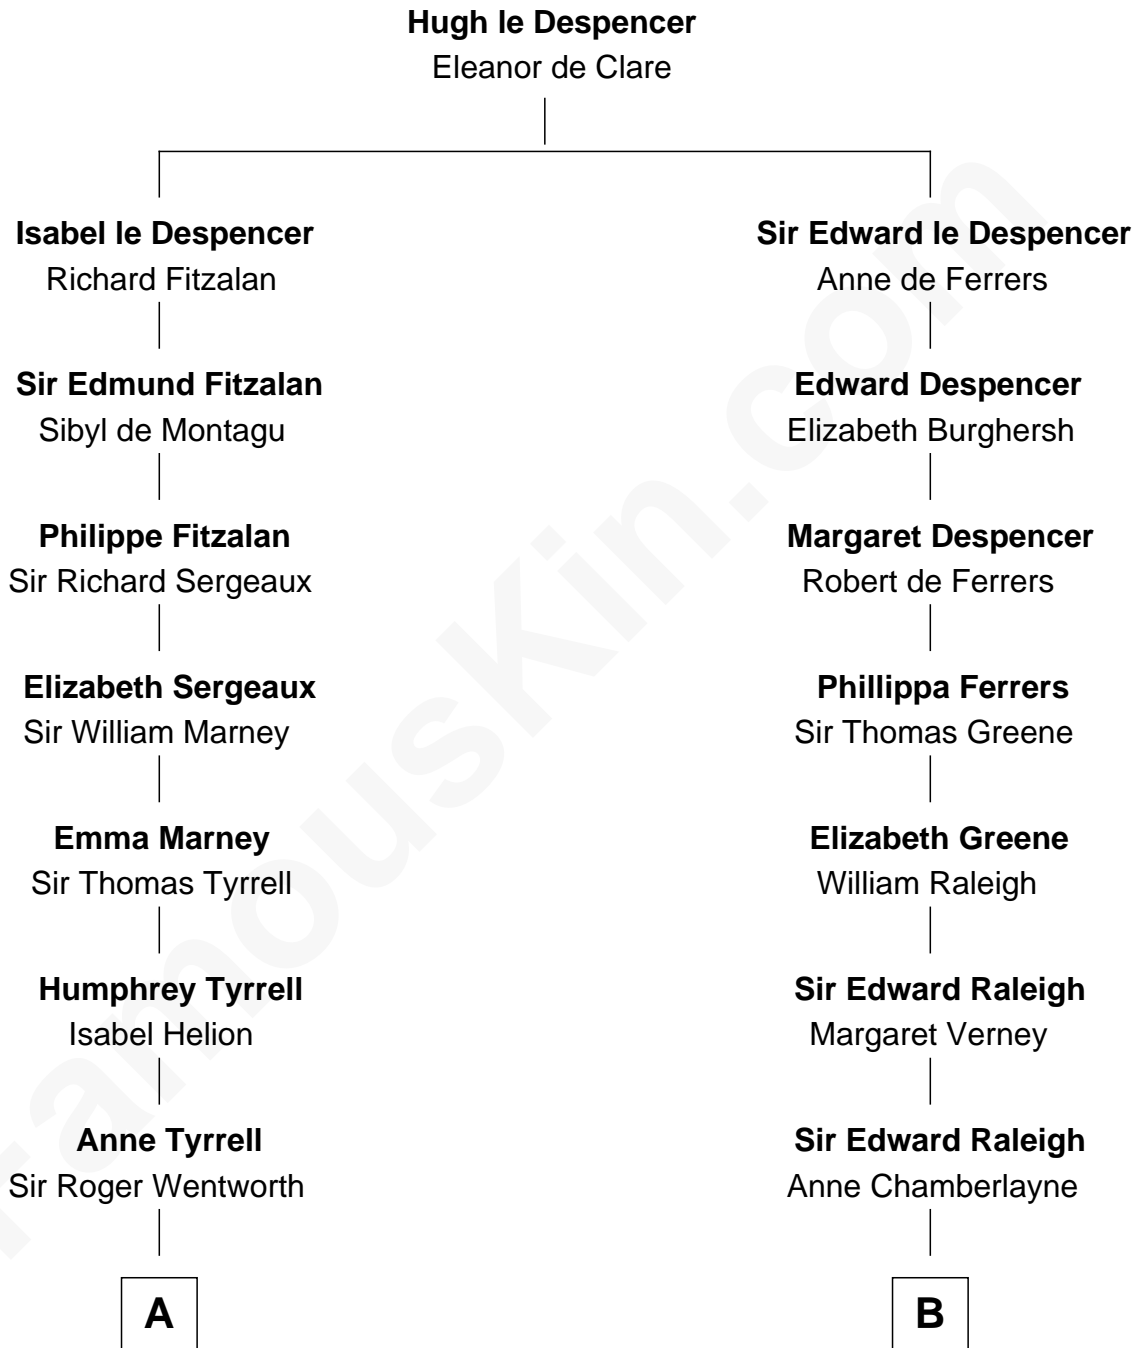 Hugh le Despencer
Eleanor de Clare
Isabel le Despencer
Richard Fitzalan
Sir Edward le Despencer
Anne de Ferrers
Sir Edmund Fitzalan
Sibyl de Montagu
Edward Despencer
Elizabeth Burghersh
Philippe Fitzalan
Sir Richard Sergeaux
Margaret Despencer
Robert de Ferrers
Elizabeth Sergeaux
Sir William Marney
Phillippa Ferrers
Sir Thomas Greene
Emma Marney
Sir Thomas Tyrrell
Elizabeth Greene
William Raleigh
Humphrey Tyrrell
Isabel Helion
Sir Edward Raleigh
Margaret Verney
Anne Tyrrell
Sir Roger Wentworth
Sir Edward Raleigh
Anne Chamberlayne
A
B
FamousKin.com